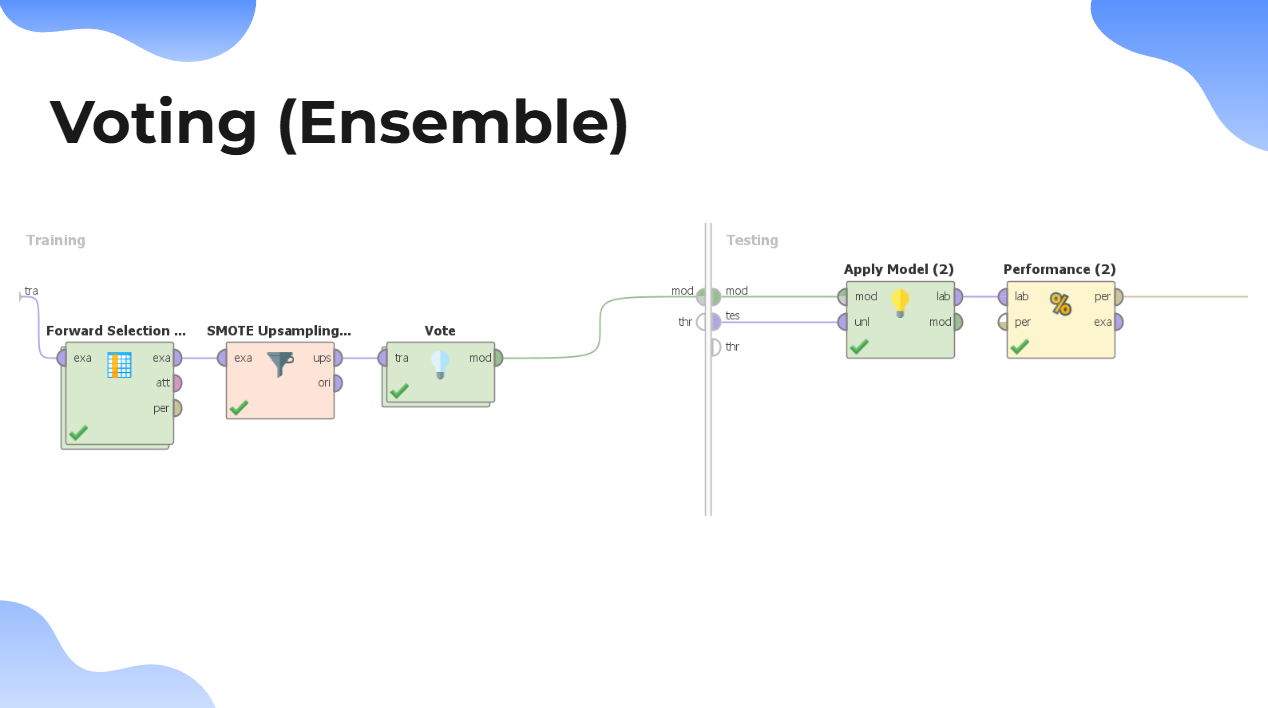 Voting (Ensemble)
Training
Testing
tra
Forward Selection ...
exa
exa
att
per
SMOTE Upsampling...
exa
ups
ori
Vote
tra
mod
mod
thr
mod
tes
thr
Apply Model (2)
mod
lab
unl
mod
Performance (2)
lab
per
per
exa
%